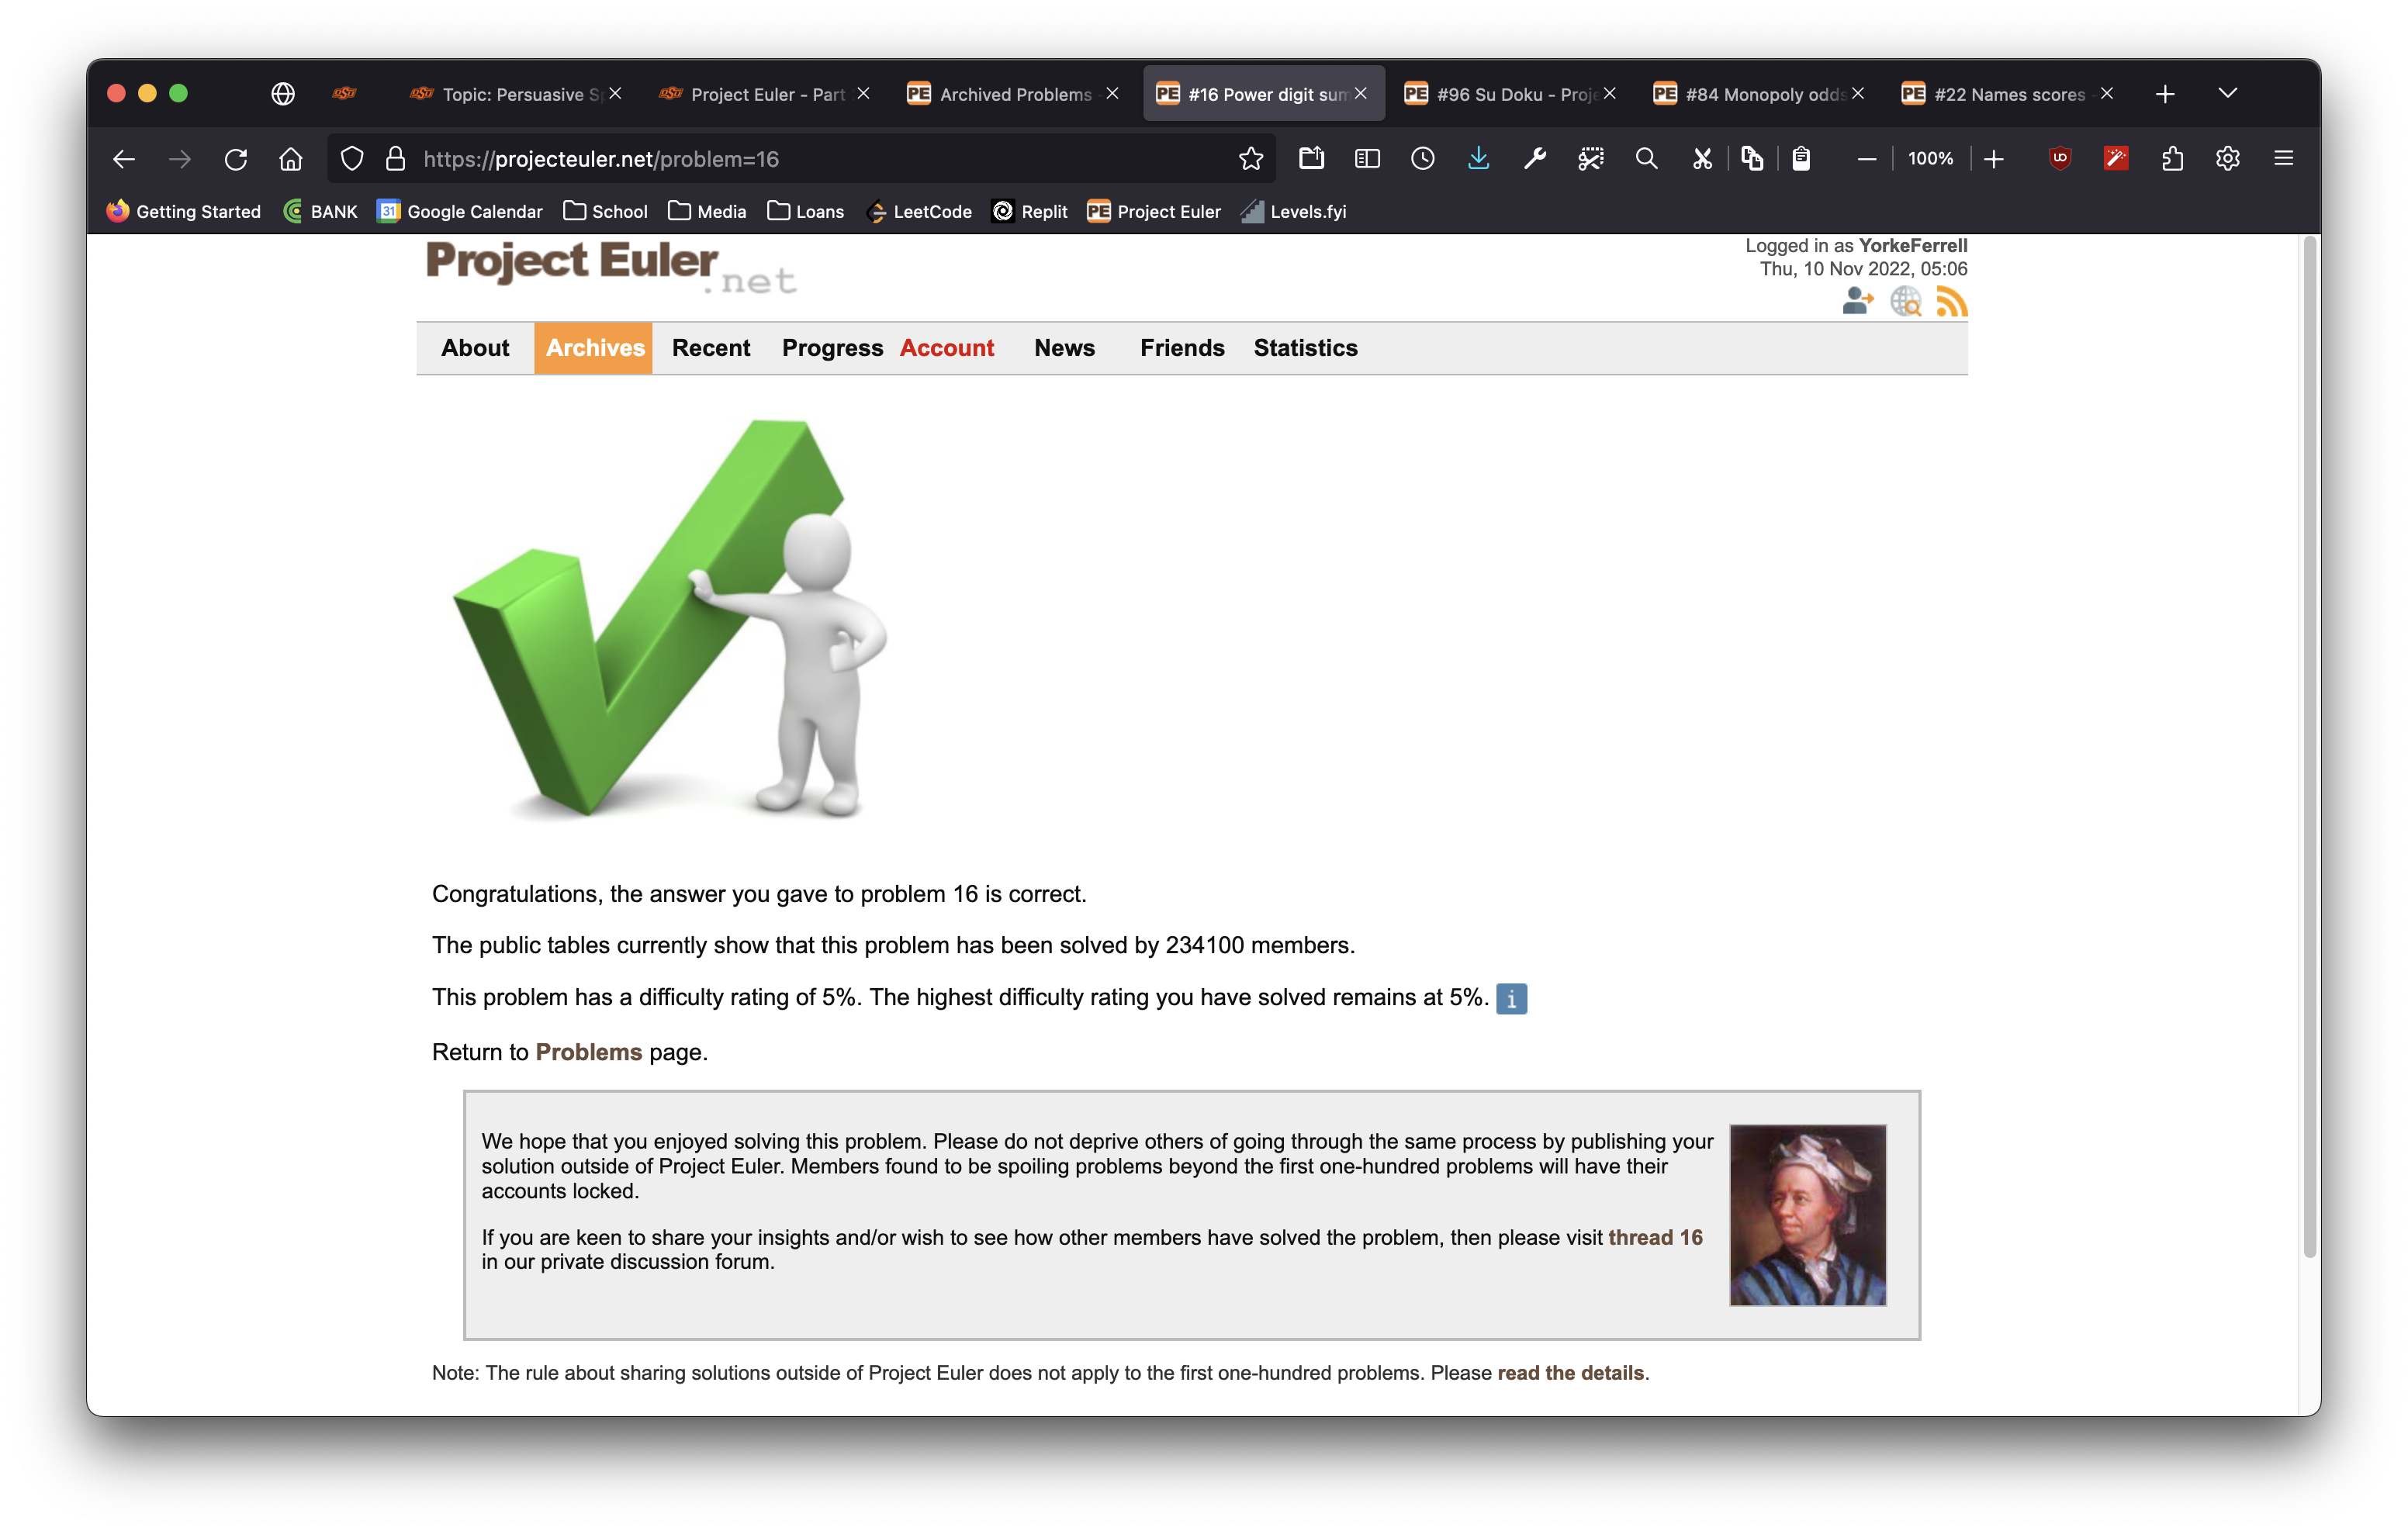 Topic: Persuasive Sp
Project Euler - Part
PE Archived Problems -
PE #16 Power digit sum
PE #96 Su Doku - Proje
PE #84 Monopoly odds
PE #22 Names scores -
https://projecteuler.net/problem=16
100%
Getting Started
BANK
31 Google Calendar
School
Media
Loans
LeetCode
Replit
PE Project Euler
Levels.fyi
Project Euler
.net
Logged in as YorkeFerrell
Thu, 10 Nov 2022, 05:06
About Archives Recent Progress Account News Friends Statistics
Congratulations, the answer you gave to problem 16 is correct.
The public tables currently show that this problem has been solved by 234100 members.
This problem has a difficulty rating of 5%. The highest difficulty rating you have solved remains at 5%. i
Return to Problems page.
We hope that you enjoyed solving this problem. Please do not deprive others of going through the same process by publishing your
solution outside of Project Euler. Members found to be spoiling problems beyond the first one-hundred problems will have their
accounts locked.
If you are keen to share your insights and/or wish to see how other members have solved the problem, then please visit thread 16
in our private discussion forum.
Note: The rule about sharing solutions outside of Project Euler does not apply to the first one-hundred problems. Please read the details.